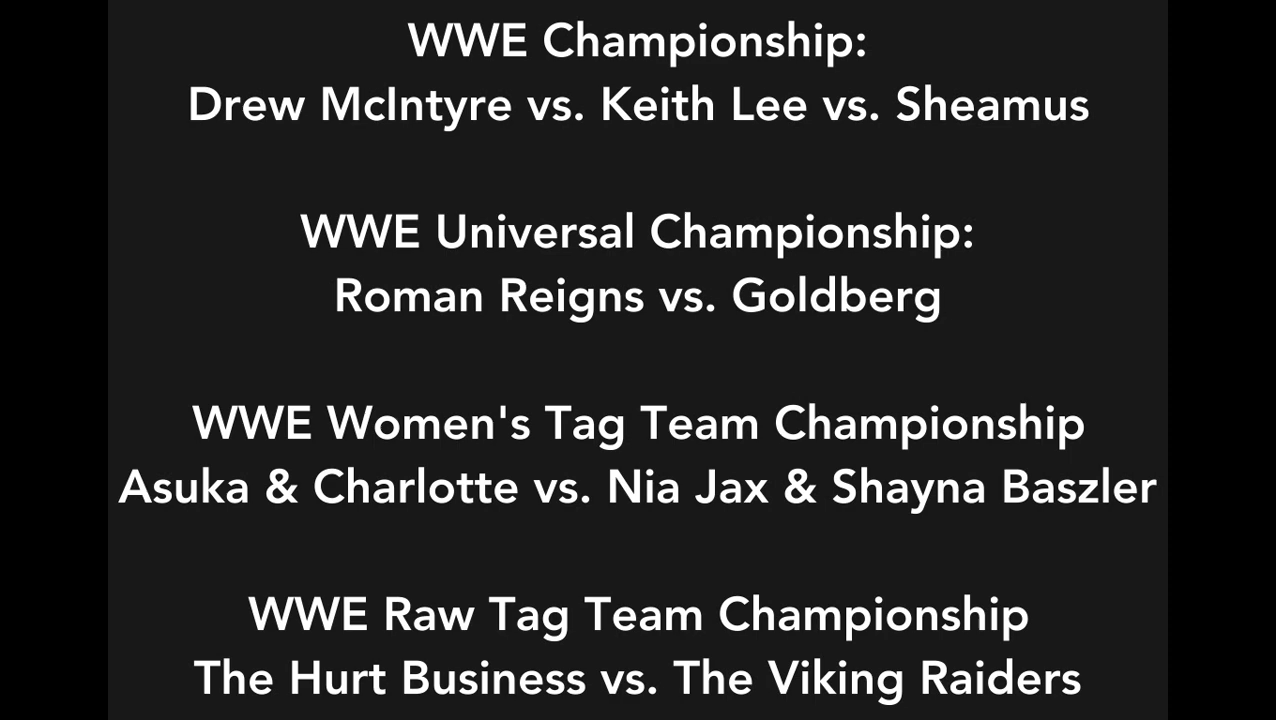 WWE Championship:
Drew McIntyre vs. Keith Lee vs. Sheamus
WWE Universal Championship:
Roman Reigns vs. Goldberg
WWE Women's Tag Team Championship
Asuka & Charlotte vs. Nia Jax & Shayna Baszler
WWE Raw Tag Team Championship
The Hurt Business vs. The Viking Raiders